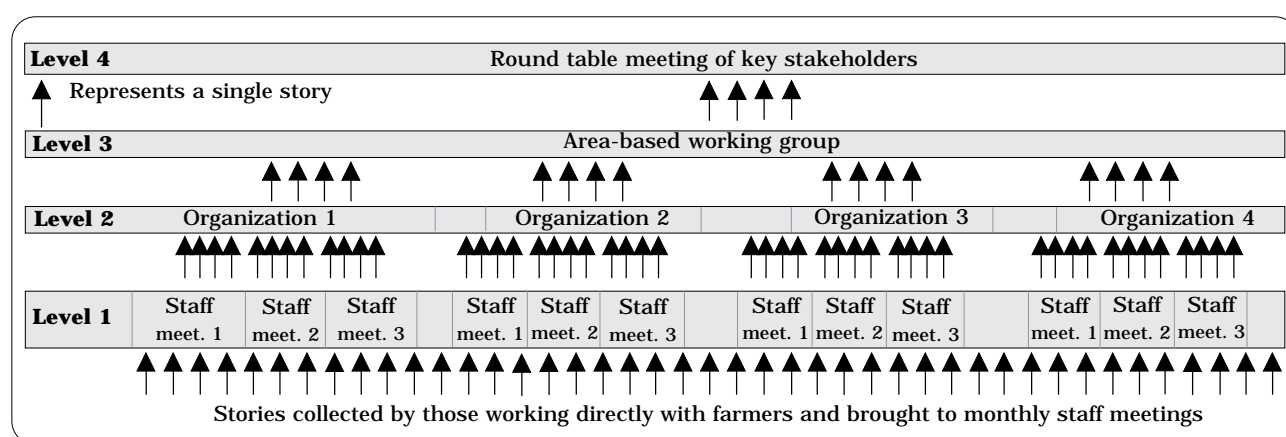 Level 4 Round table meeting of key stakeholders
Represents a single story
Level 3 Area-based working group
Level 2 Organization 1 Organization 2 Organization 3 Organization 4
Level 1
Staff meet. 1
Staff meet. 2
Staff meet. 3
Staff meet. 1
Staff meet. 2
Staff meet. 3
Staff meet. 1
Staff meet. 2
Staff meet. 3
Staff meet. 1
Staff meet. 2
Staff meet. 3
Stories collected by those working directly with farmers and brought to monthly staff meetings